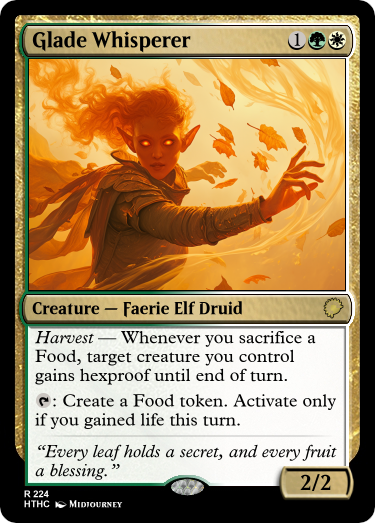 Glade Whisperer 1
Creature — Faerie Elf Druid
Harvest — Whenever you sacrifice a
Food, target creature you control
gains hexproof until end of turn.
: Create a Food token. Activate only
if you gained life this turn.
“Every leaf holds a secret, and every fruit
a blessing.”
2/2
R 224
HTHC Midjourney